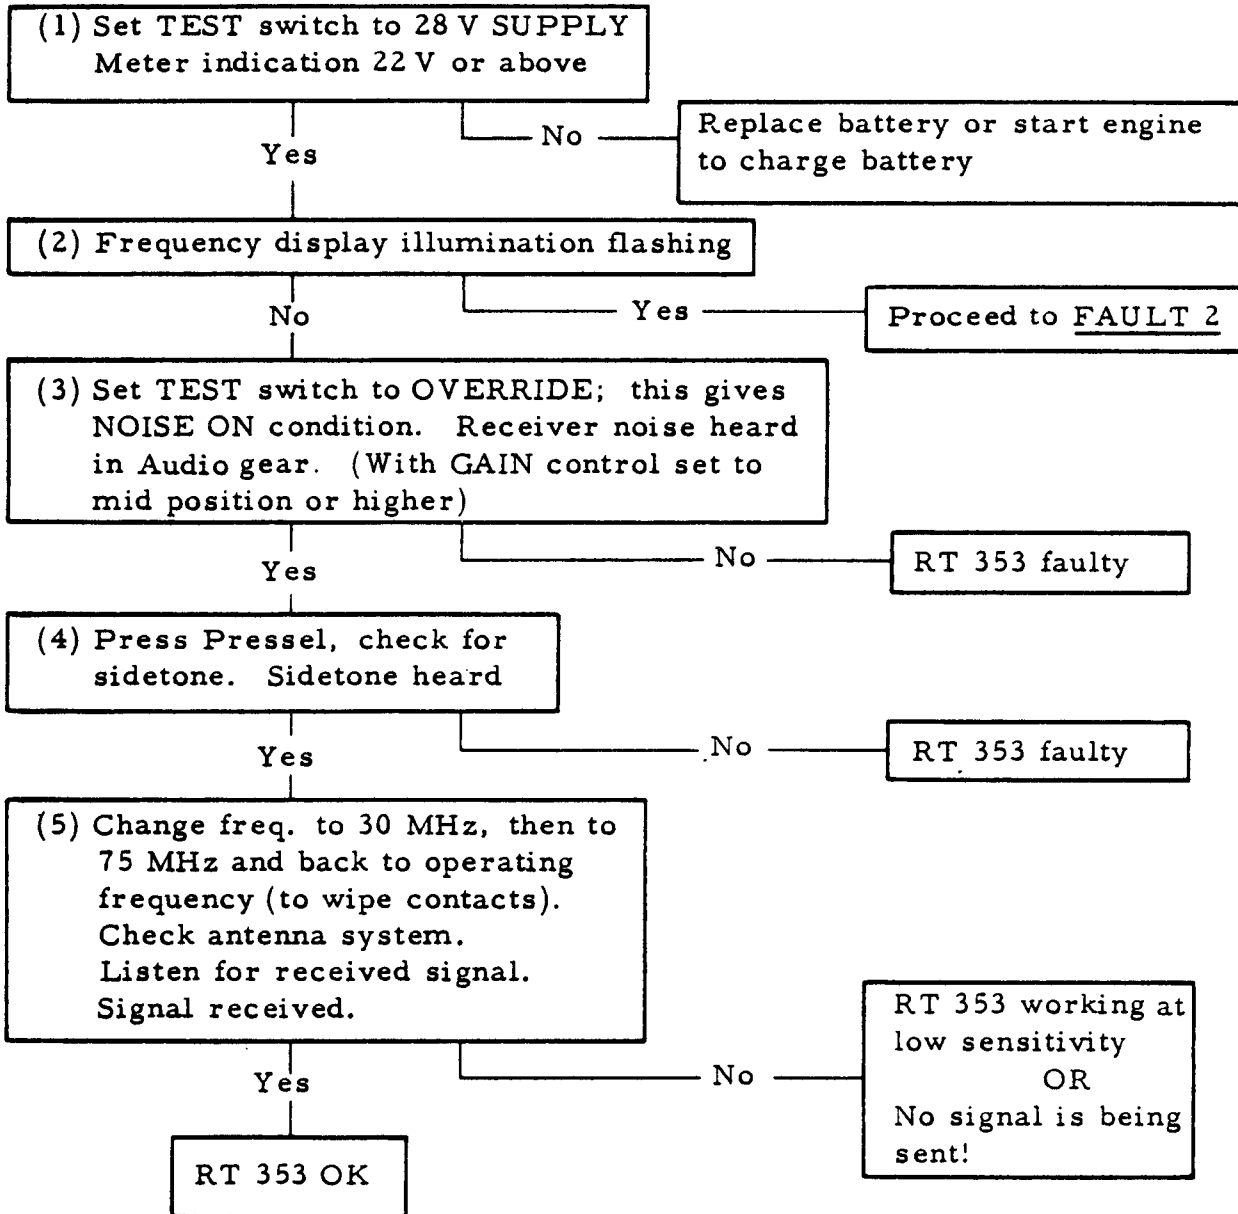 (1) Set TEST switch to 28 V SUPPLY
Meter indication 22 V or above
Yes
No
Replace battery or start engine
to charge battery
(2) Frequency display illumination flashing
No
Yes
Proceed to FAULT 2
(3) Set TEST switch to OVERRIDE; this gives
NOISE ON condition. Receiver noise heard
in Audio gear. (With GAIN control set to
mid position or higher)
Yes
No
RT 353 faulty
(4) Press Pressel, check for
sidetone. Sidetone heard
Yes
No
RT 353 faulty
(5) Change freq. to 30 MHz, then to
75 MHz and back to operating
frequency (to wipe contacts).
Check antenna system.
Listen for received signal.
Signal received.
Yes
No
RT 353 working at
low sensitivity
OR
No signal is being
sent!
RT 353 OK